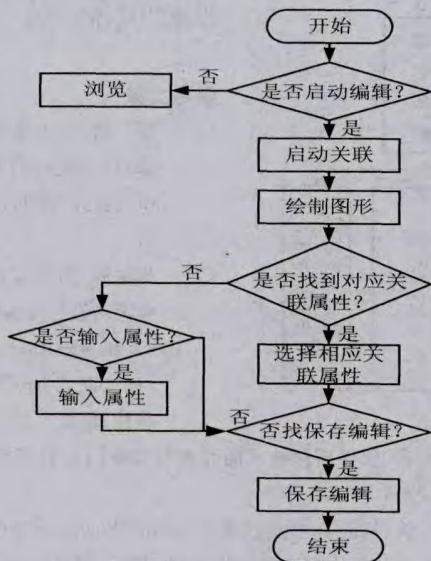 开始
否
浏览
是否启动编辑?
是
启动关联
绘制图形
否
是否找到对应关
联属性?
是否输入属性?
是
选择相应关
联属性
是
输入属性
否
否找保存编辑?
是
保存编辑
结束